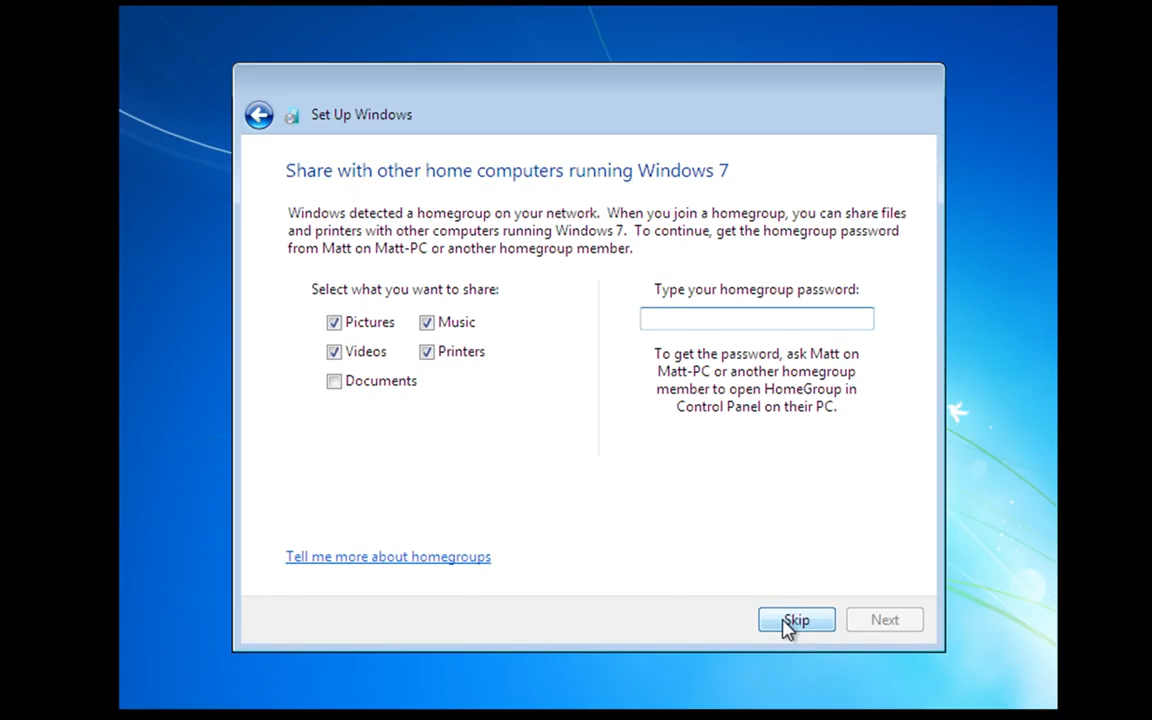 Set Up Windows
Share with other home computers running Windows 7
Windows detected a homegroup on your network. When you join a homegroup, you can share files
and printers with other computers running Windows 7. To continue, get the homegroup password
from Matt on Matt-PC or another homegroup member.
Select what you want to share:
Pictures Music
Videos Printers
Documents
Type your homegroup password:
To get the password, ask Matt on
Matt-PC or another homegroup
member to open HomeGroup in
Control Panel on their PC.
Tell me more about homegroups
Skip Next